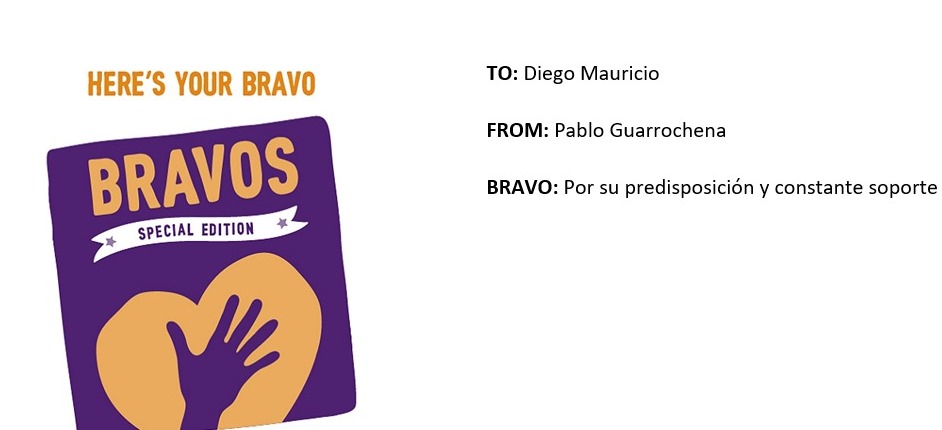 HERE'S YOUR BRAVO
BRAVOS
SPECIAL EDITION
TO: Diego Mauricio
FROM: Pablo Guarrochena
BRAVO: Por su predisposición y constante soporte